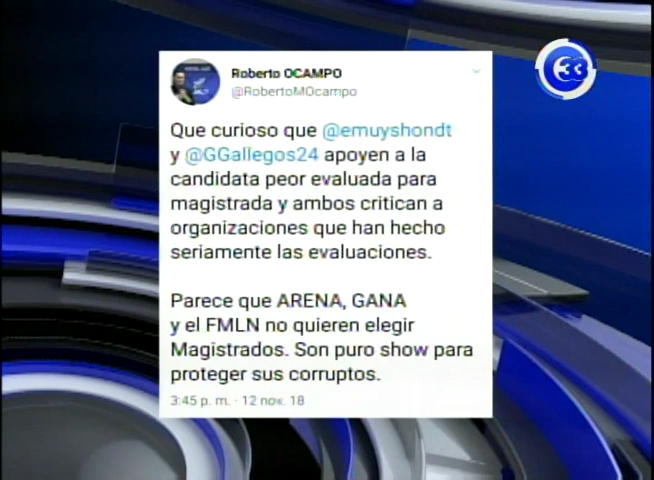 Roberto OCAMPO
@RobertoMOcampo
Que curioso que @emuyshondt
y @GGallegos24 apoyen a la
candidata peor evaluada para
magistrada y ambos critican a
organizaciones que han hecho
seriamente las evaluaciones.
Parece que ARENA, GANA
y el FMLN no quieren elegir
Magistrados. Son puro show para
proteger sus corruptos.
3:45 p. m. · 12 nov. 18
33